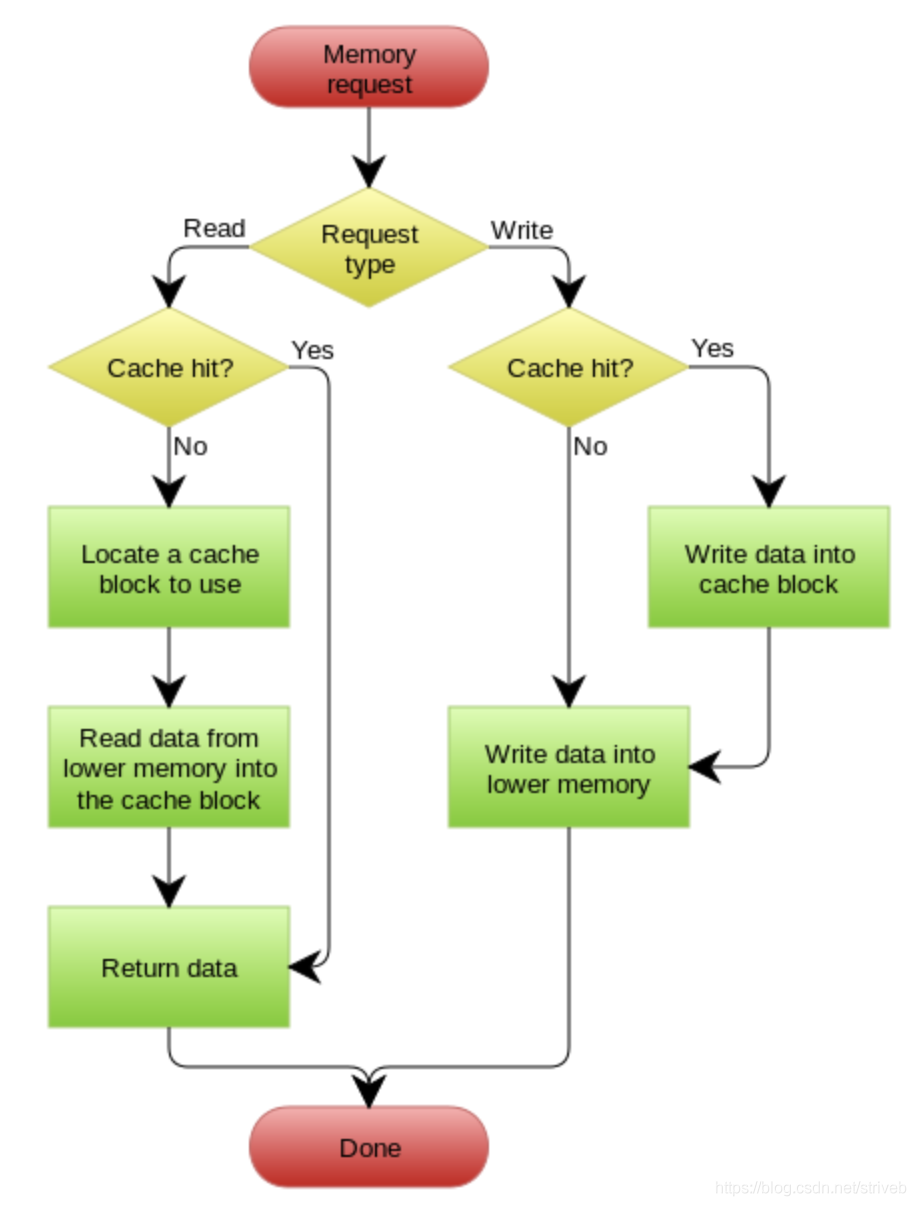 Memory
request
Request
type
Read
Write
Cache hit?
Yes
No
Cache hit?
Yes
No
Locate a cache
block to use
Write data into
cache block
Read data from
lower memory into
the cache block
Write data into
lower memory
Return data
Done
https://blog.csdn.net/striveb